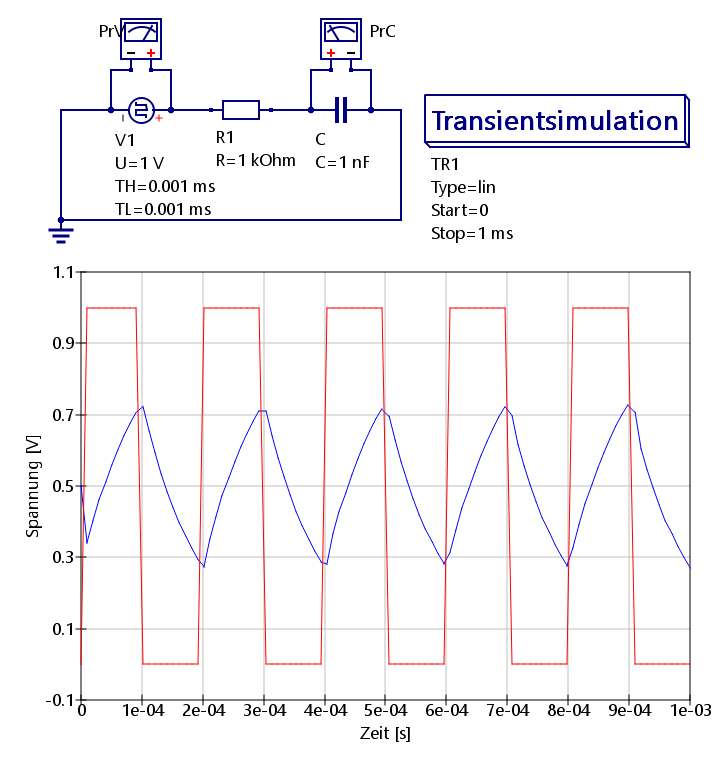 PrV
PrC
V1
U=1 V
TH=0.001 ms
TL=0.001 ms
R1
R=1 kOhm
C
C=1 nF
Transientsimulation
TR1
Type=lin
Start=0
Stop=1 ms
1.1
0.9
0.7
0.5
0.3
0.1
-0.1
Spannung [V]
0 1e-04 2e-04 3e-04 4e-04 5e-04 6e-04 7e-04 8e-04 9e-04 1e-03
Zeit [s]